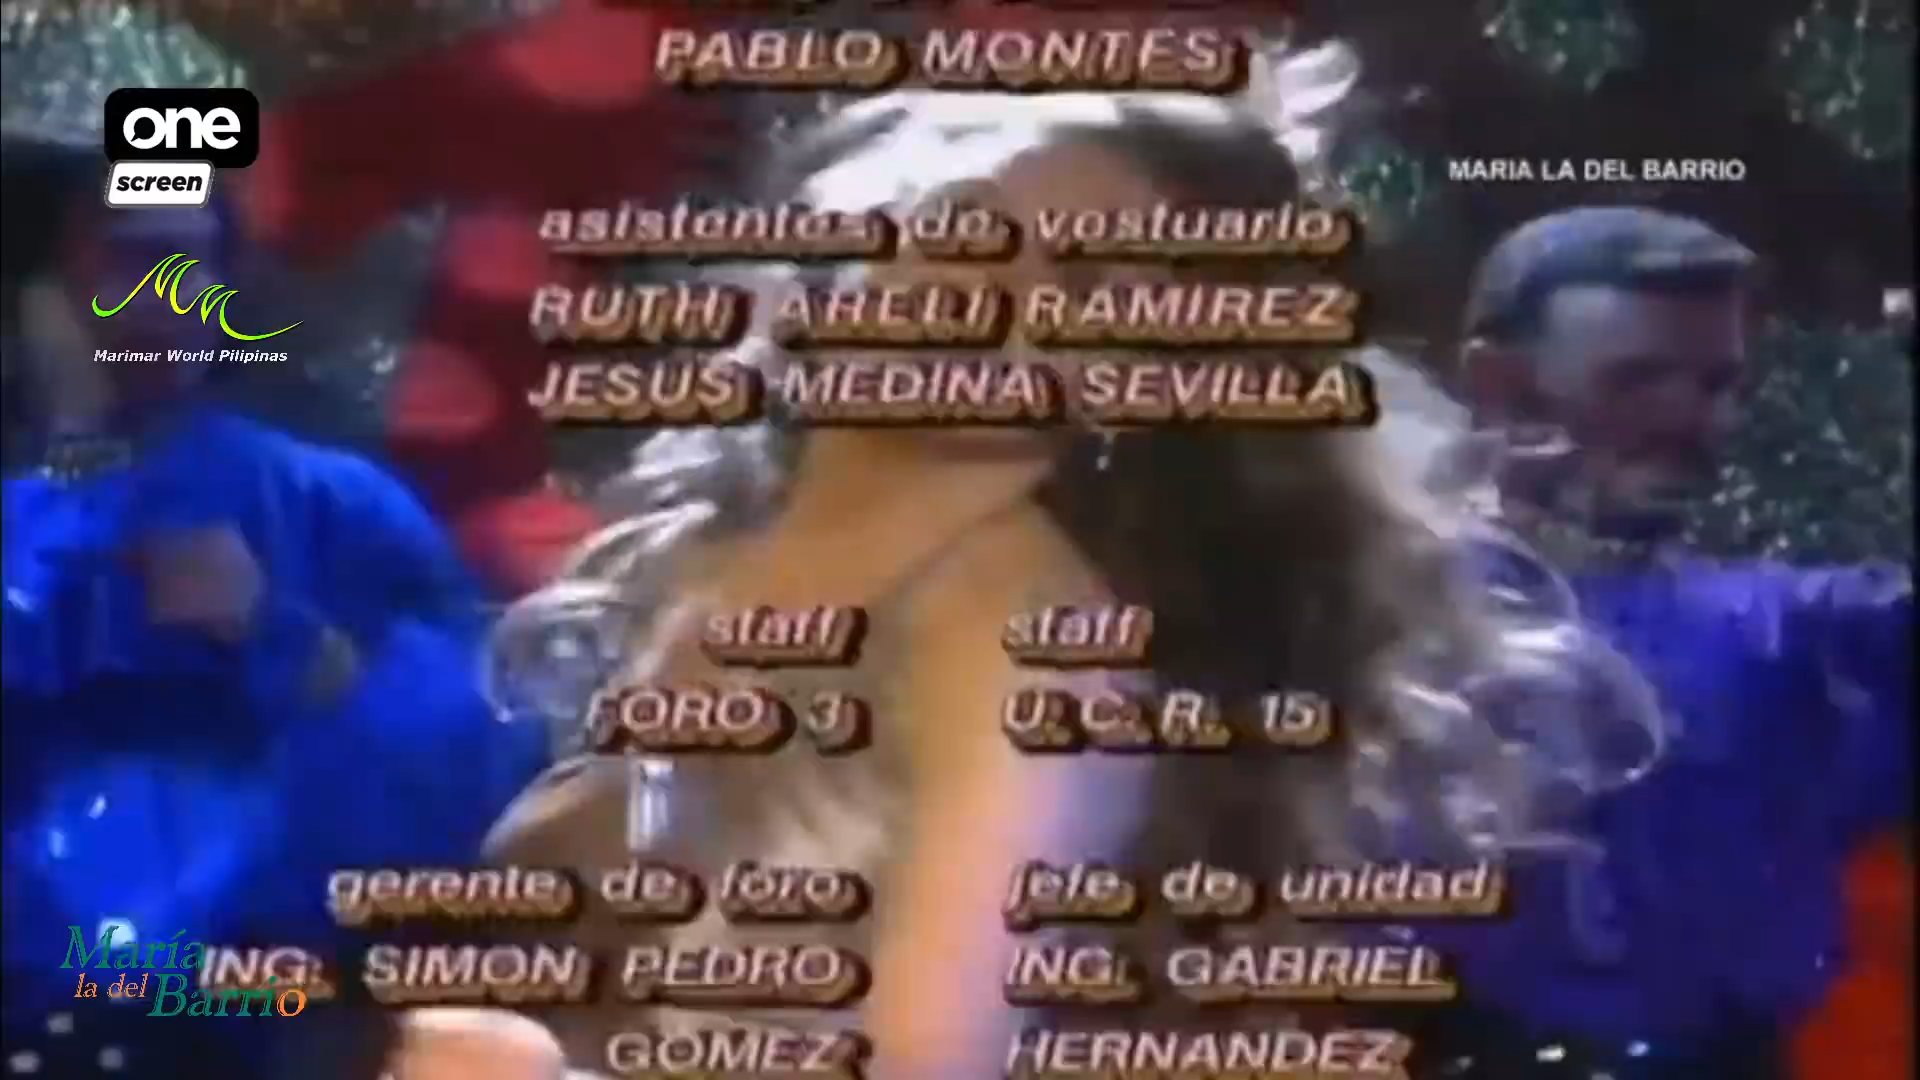 PABLO MONTES
one
screen
MARIA LA DEL BARRIO
asistentes de vestuario
Marimar World Pilipinas
RUTH ARELI RAMIREZ
JESUS MEDINA SEVILLA
staff staff
FORO 3 U. C. R. 15
gerente de foro jefe de unidad
María
la del Barrio
ING. SIMON PEDRO ING. GABRIEL
GOMEZ HERNANDEZ